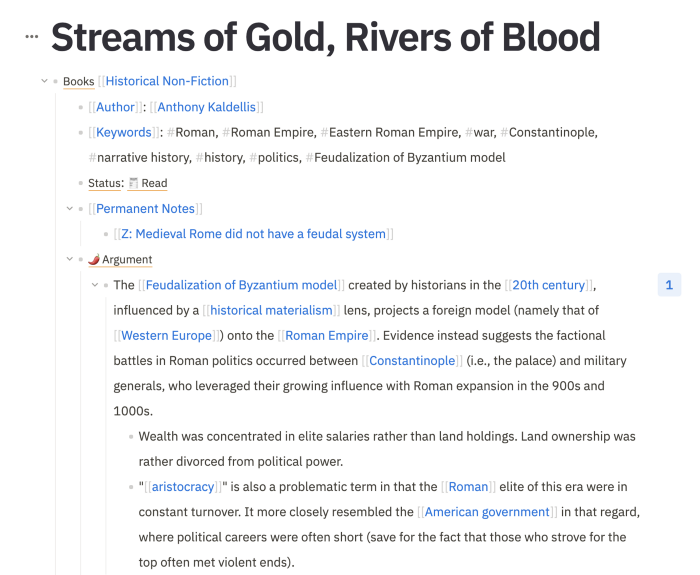 Streams of Gold, Rivers of Blood
Books [[Historical Non-Fiction]]
[[Author]]: [[Anthony Kaldellis]]
[[Keywords]]: #Roman, #Roman Empire, #Eastern Roman Empire, #war, #Constantinople,
#narrative history, #history, #politics, #Feudalization of Byzantium model
Status: Read
[[Permanent Notes]]
[[Z: Medieval Rome did not have a feudal system]]
🌶️ Argument
The [[Feudalization of Byzantium model]] created by historians in the [[20th century]],
1
influenced by a [[historical materialism]] lens, projects a foreign model (namely that of
[[Western Europe]]) onto the [[Roman Empire]]. Evidence instead suggests the factional
battles in Roman politics occurred between [[Constantinople]] (i.e., the palace) and military
generals, who leveraged their growing influence with Roman expansion in the 900s and
1000s.
Wealth was concentrated in elite salaries rather than land holdings. Land ownership was
rather divorced from political power.
"[[aristocracy]]" is also a problematic term in that the [[Roman]] elite of this era were in
constant turnover. It more closely resembled the [[American government]] in that regard,
where political careers were often short (save for the fact that those who strove for the
top often met violent ends).